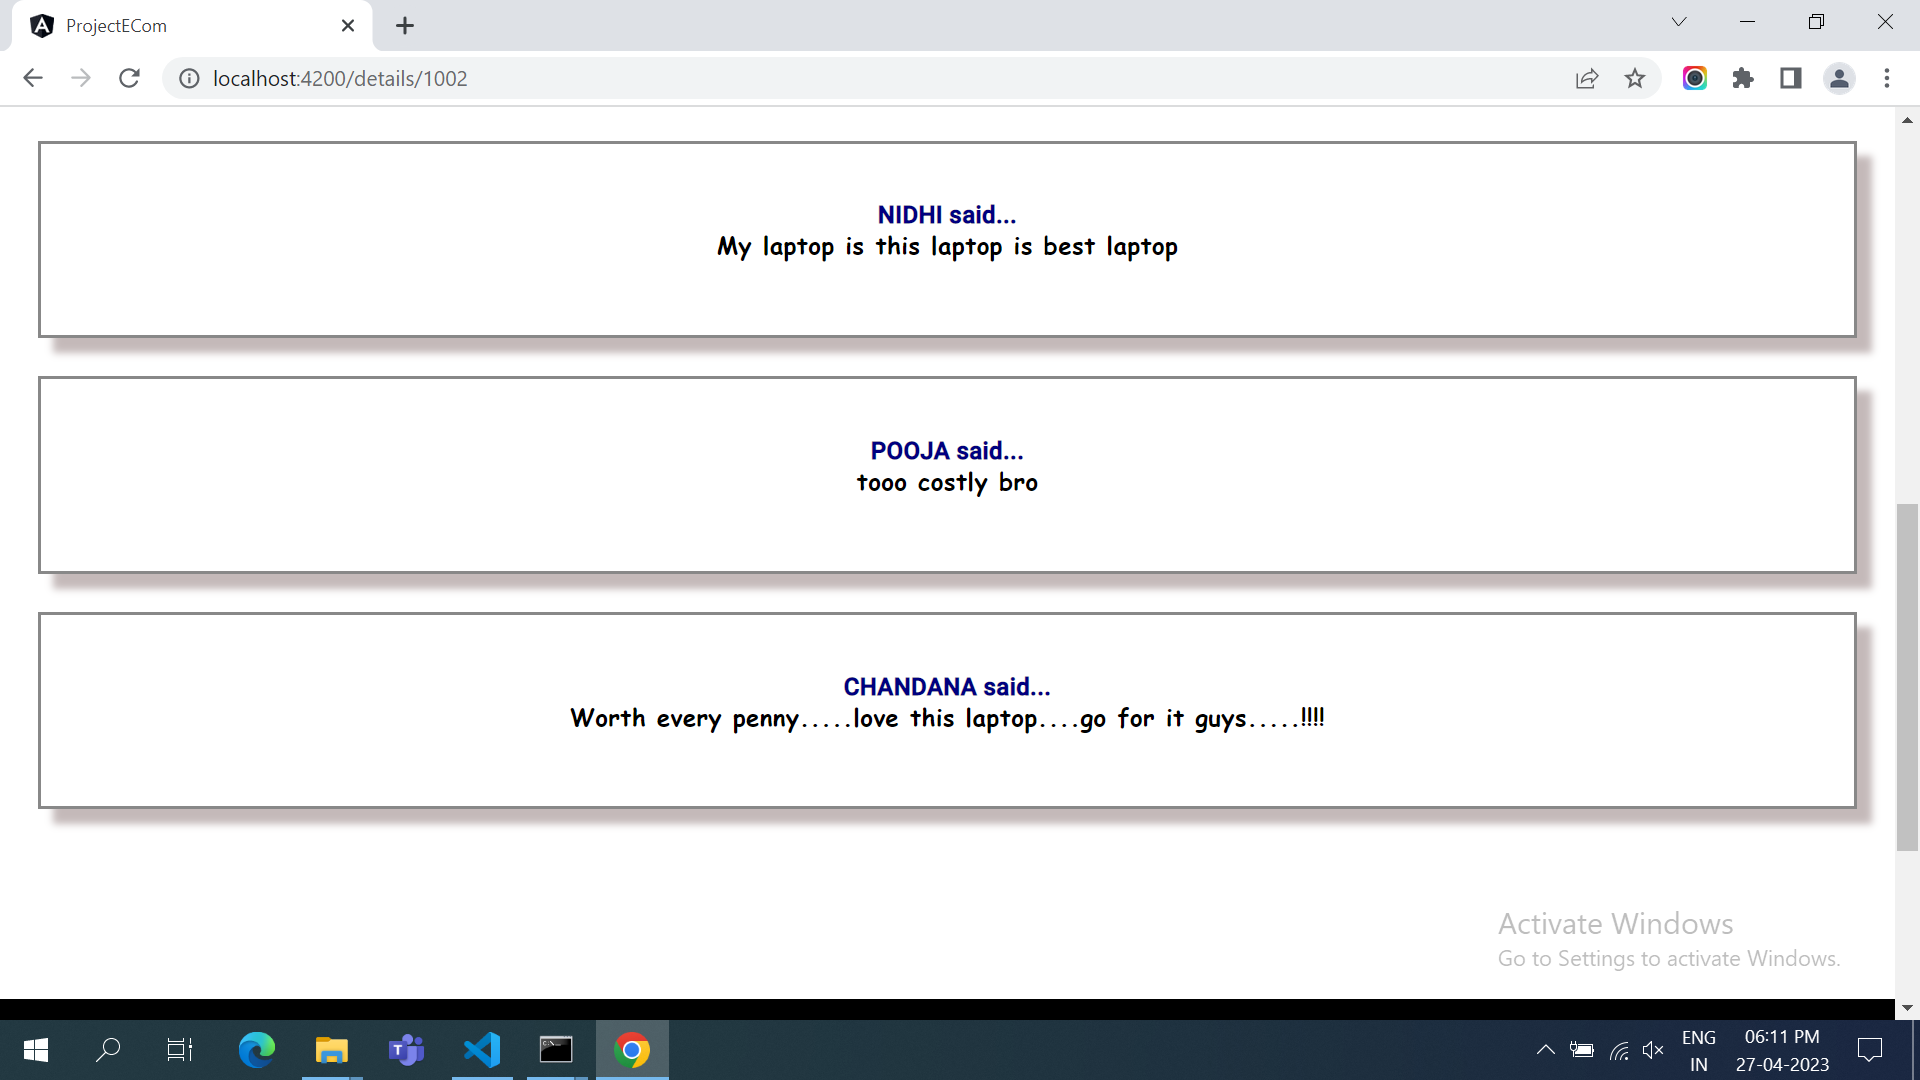 ProjectECom
localhost:4200/details/1002
NIDHI said...
My laptop is this laptop is best laptop
POOJA said...
tooo costly bro
CHANDANA said...
Worth every penny.....love this laptop....go for it guys.....!!!!
Activate Windows
Go to Settings to activate Windows.
ENG
IN
06:11 PM
27-04-2023